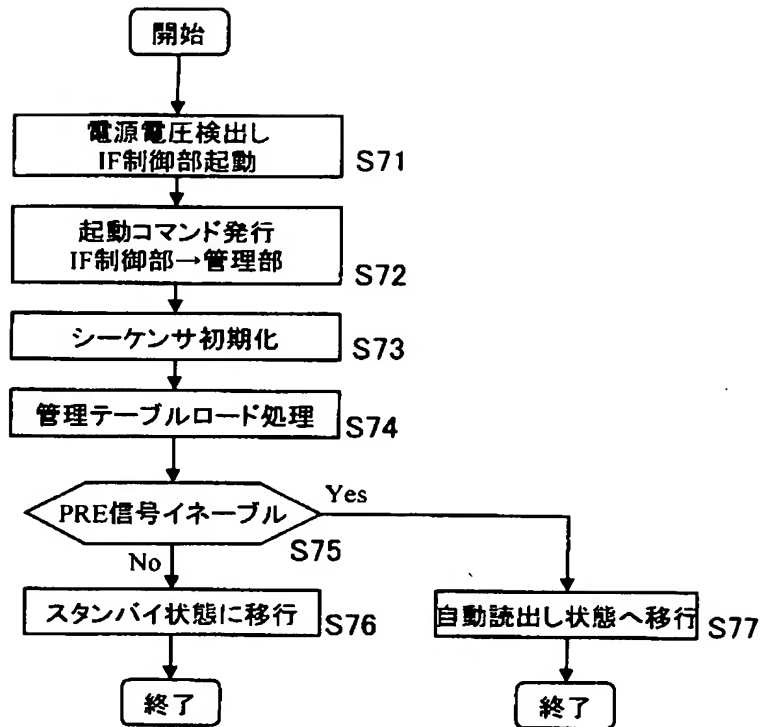 開始
電源電圧検出し
IF制御部起動
S71
起動コマンド発行
IF制御部→管理部
S72
シーケンサ初期化
S73
管理テーブルロード処理
S74
PRE信号イネーブル
Yes
S75
No
スタンバイ状態に移行
S76
自動読出し状態へ移行
S77
終了
終了